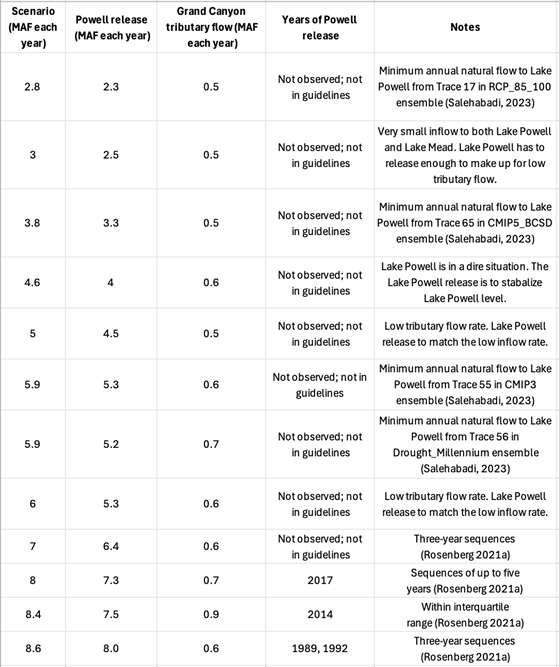 Scenario (MAF each year) | Powell release (MAF each year) | Grand Canyon tributary flow (MAF each year) | Years of Powell release | Notes
2.8 | 2.3 | 0.5 | Not observed; not in guidelines | Minimum annual natural flow to Lake Powell from Trace 17 in RCP_85_100 ensemble (Salehabadi, 2023)
3 | 2.5 | 0.5 | Not observed; not in guidelines | Very small inflow to both Lake Powell and Lake Mead. Lake Powell has to release enough to make up for low tributary flow.
3.8 | 3.3 | 0.5 | Not observed; not in guidelines | Minimum annual natural flow to Lake Powell from Trace 65 in CMIP5_BCSD ensemble (Salehabadi, 2023)
4.6 | 4 | 0.6 | Not observed; not in guidelines | Lake Powell is in a dire situation. The Lake Powell release is to stabalize Lake Powell level.
5 | 4.5 | 0.5 | Not observed; not in guidelines | Low tributary flow rate. Lake Powell release to match the low inflow rate.
5.9 | 5.3 | 0.6 | Not observed; not in guidelines | Minimum annual natural flow to Lake Powell from Trace 55 in CMIP3 ensemble (Salehabadi, 2023)
5.9 | 5.2 | 0.7 | Not observed; not in guidelines | Minimum annual natural flow to Lake Powell from Trace 56 in Drought_Millennium ensemble (Salehabadi, 2023)
6 | 5.3 | 0.6 | Not observed; not in guidelines | Low tributary flow rate. Lake Powell release to match the low inflow rate.
7 | 6.4 | 0.6 | Not observed; not in guidelines | Three-year sequences (Rosenberg 2021a)
8 | 7.3 | 0.7 | 2017 | Sequences of up to five years (Rosenberg 2021a)
8.4 | 7.5 | 0.9 | 2014 | Within interquartile range (Rosenberg 2021a)
8.6 | 8.0 | 0.6 | 1989, 1992 | Three-year sequences (Rosenberg 2021a)